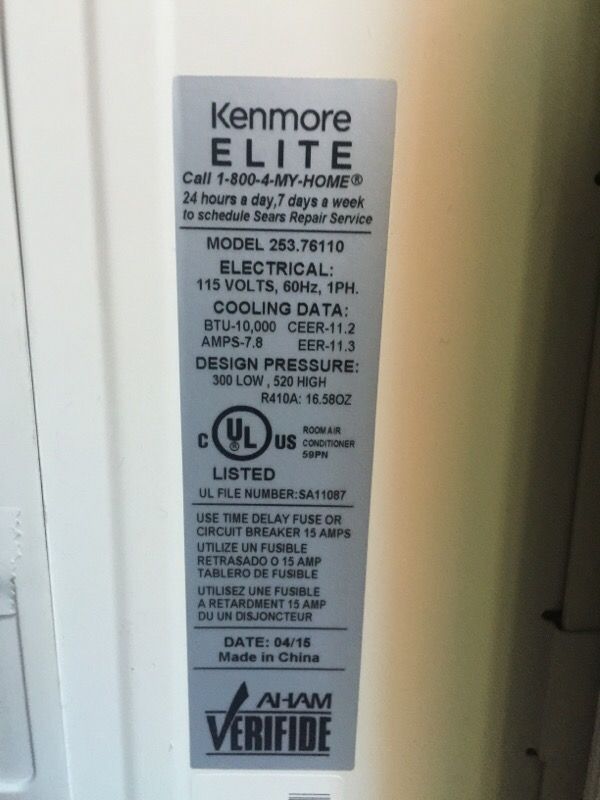 Kenmore
ELITE
Call 1-800-4-MY-HOME®
24 hours a day,7 days a week
to schedule Sears Repair Service
MODEL 253.76110
ELECTRICAL:
115 VOLTS, 60Hz, 1PH.
COOLING DATA:
BTU-10,000 CEER-11.2
AMPS-7.8 EER-11.3
DESIGN PRESSURE:
300 LOW , 520 HIGH
R410A: 16.58OZ
C UL® US
ROOM AIR
CONDITIONER
59PN
LISTED
UL FILE NUMBER:SA11087
USE TIME DELAY FUSE OR
CIRCUIT BREAKER 15 AMPS
UTILIZE UN FUSIBLE
RETRASADO O 15 AMP
TABLERO DE FUSIBLE
UTILISEZ UNE FUSIBLE
A RETARDMENT 15 AMP
DU UN DISJONCTEUR
DATE: 04/15
Made in China
AHAM
VERIFIDE